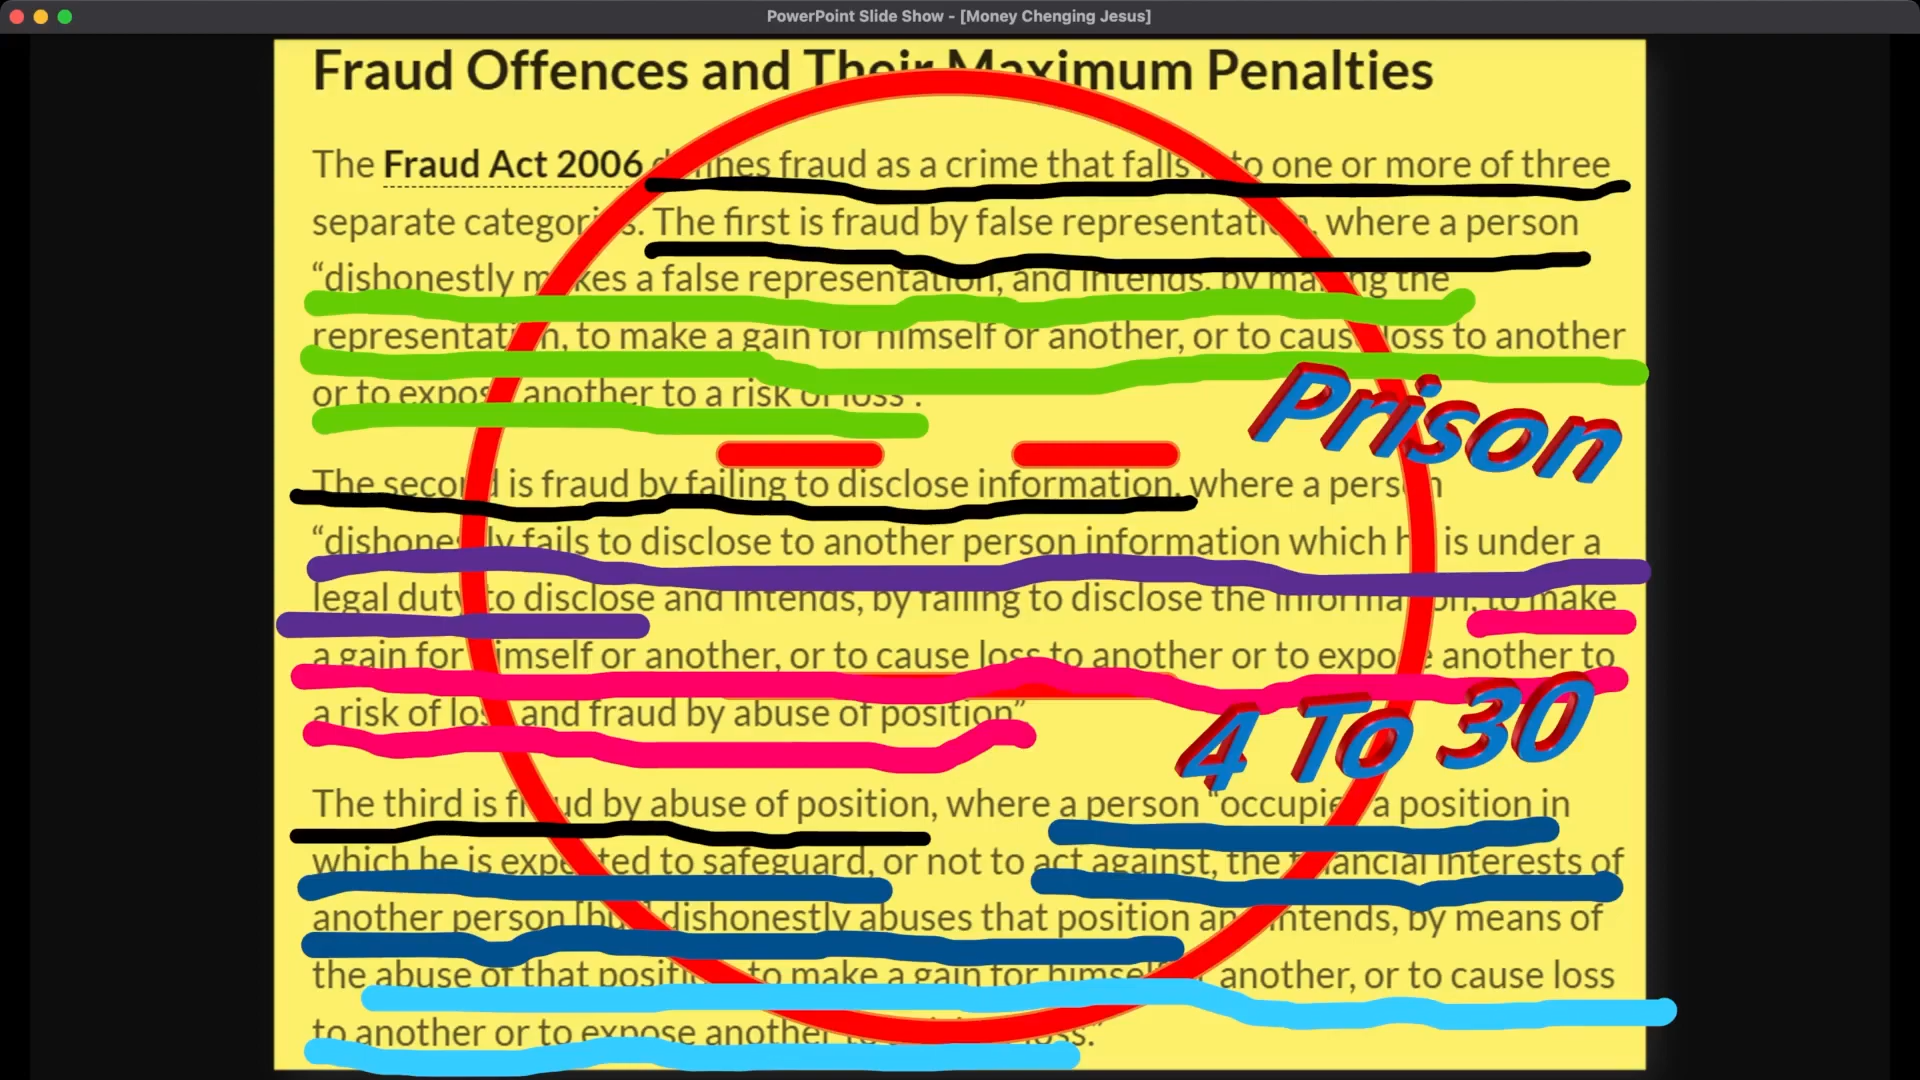 PowerPoint Slide Show - [Money Chenging Jesus]
Fraud Offences and Their Maximum Penalties
The Fraud Act 2006 defines fraud as a crime that falls into one or more of three
separate categories. The first is fraud by false representation, where a person
“dishonestly makes a false representation, and intends, by making the
representation, to make a gain for himself or another, or to cause loss to another
or to expose another to a risk of loss”.
Prison
The second is fraud by failing to disclose information, where a person
“dishonestly fails to disclose to another person information which he is under a
legal duty to disclose and intends, by failing to disclose the information, to make
a gain for himself or another, or to cause loss to another or to expose another to
a risk of loss and fraud by abuse of position”
4 To 30
The third is fraud by abuse of position, where a person “occupies a position in
which he is expected to safeguard, or not to act against, the financial interests of
another person [but] dishonestly abuses that position and intends, by means of
the abuse of that position, to make a gain for himself or another, or to cause loss
to another or to expose another to a risk of loss.”